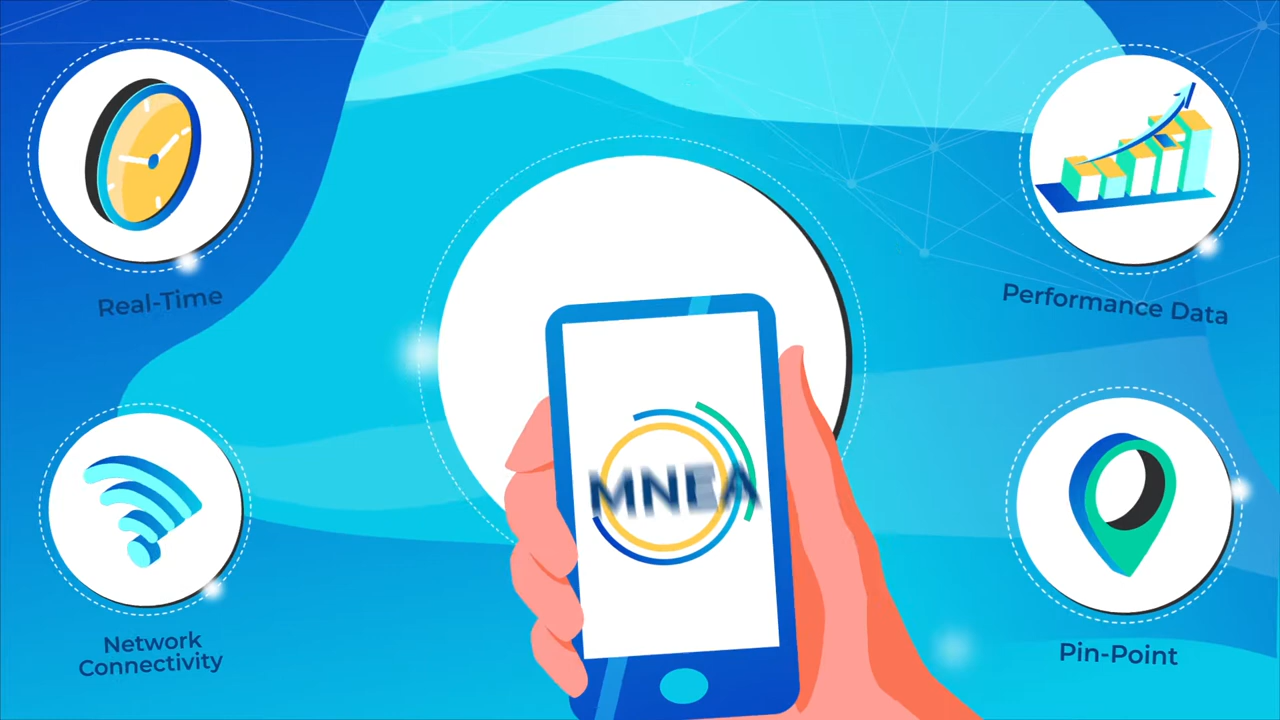 Real-Time
Performance Data
MNEA
Network
Connectivity
Pin-Point